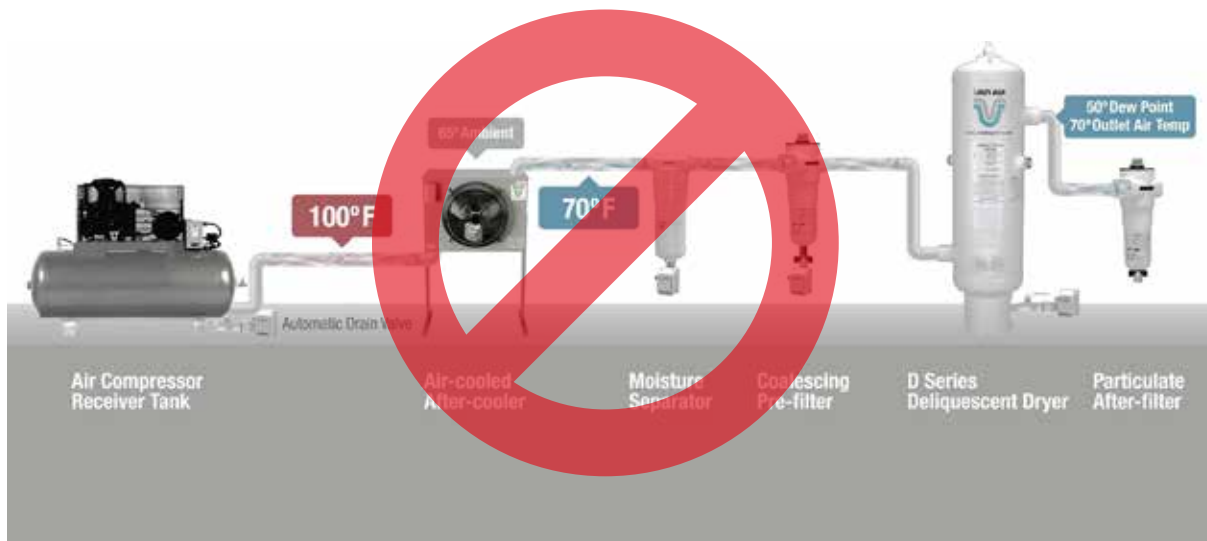 65° Ambient
100° F
70° F
50° Dew Point
70° Outlet Air Temp
Automatic Drain Valve
Air Compressor
Receiver Tank
Air-cooled
After-cooler
Moisture
Separator
Coalescing
Pre-filter
D Series
Deliquescent Dryer
Particulate
After-filter